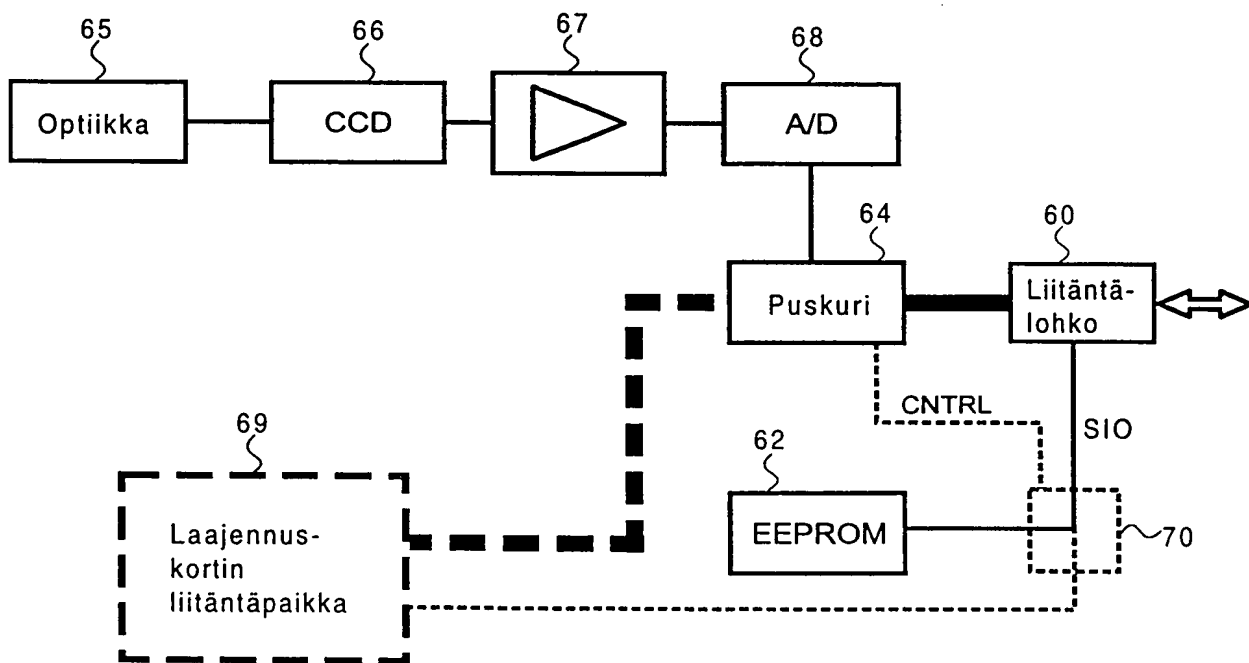 65
66
67
68
Optiikka
CCD
A/D
64
60
Puskuri
Liitäntä-
lohko
CNTRL
SIO
69
62
Laajennus-
kortin
liitäntäpaikka
EEPROM
70